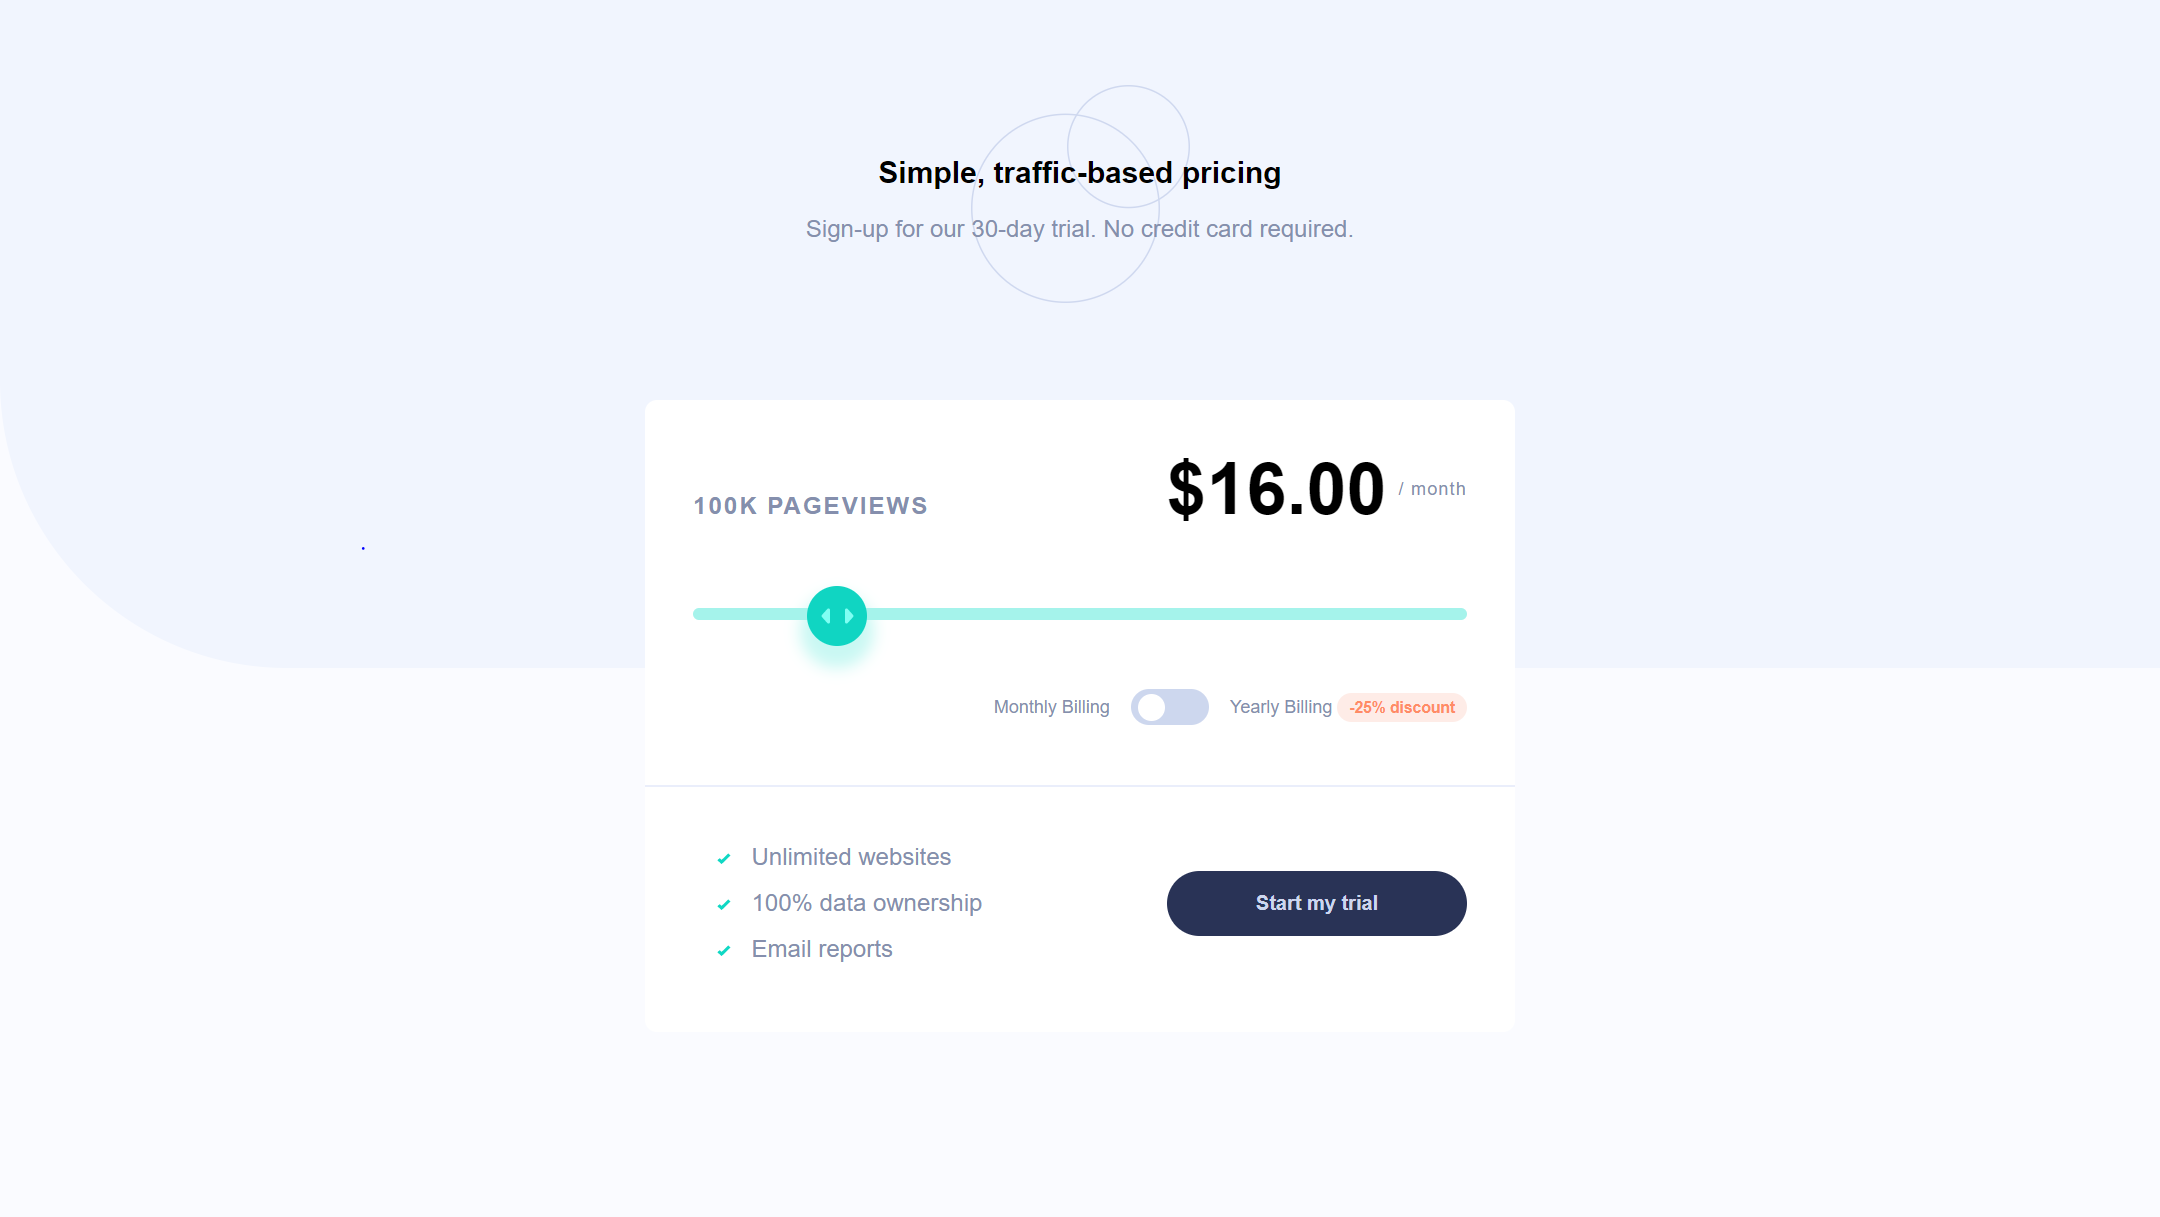 Simple, traffic-based pricing
Sign-up for our 30-day trial. No credit card required.
100K PAGEVIEWS
$16.00 / month
Monthly Billing
Yearly Billing -25% discount
Unlimited websites
100% data ownership
Email reports
Start my trial